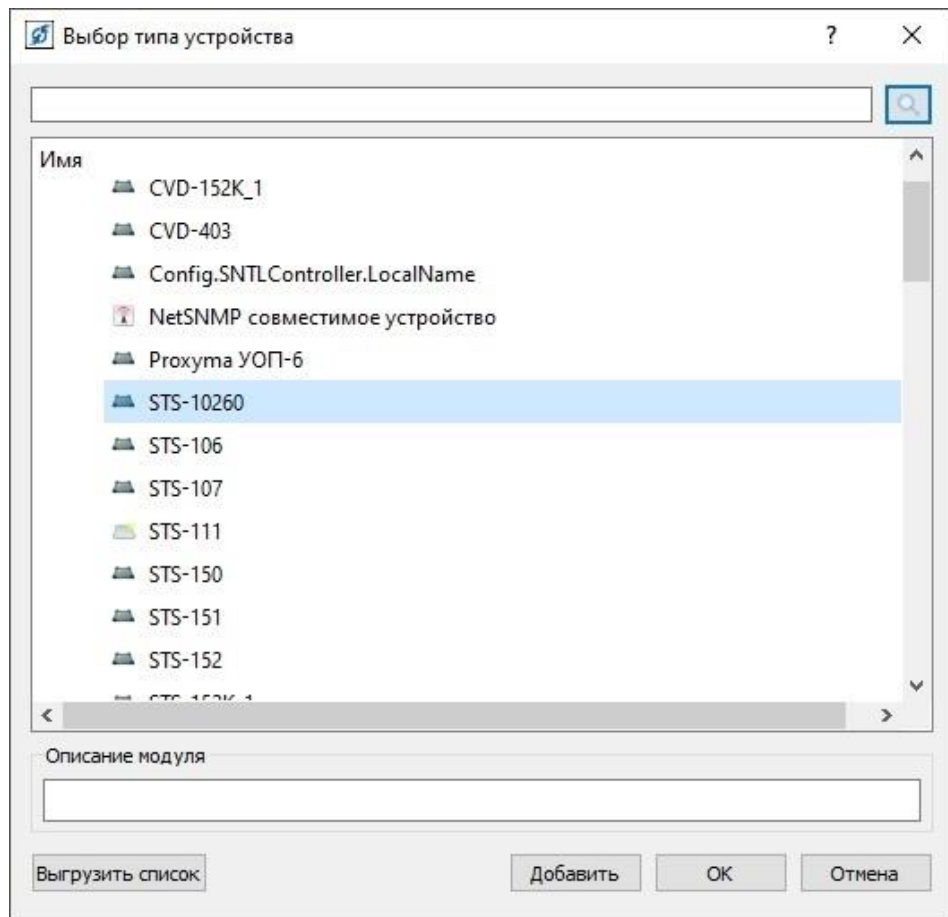 Выбор типа устройства
?
Имя
CVD-152K_1
CVD-403
Config.SNTLController.LocalName
NetSNMP совместимое устройство
Proxyma УОП-6
STS-10260
STS-106
STS-107
STS-111
STS-150
STS-151
STS-152
Описание модуля
Выгрузить список
Добавить
ОК
Отмена